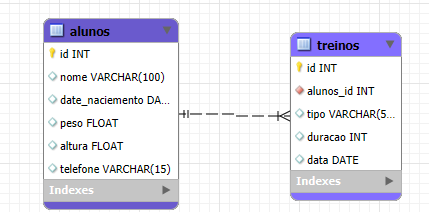 alunos
id INT
nome VARCHAR(100)
date_naciemento DA...
peso FLOAT
altura FLOAT
telefone VARCHAR(15)
Indexes
treinos
id INT
alunos_id INT
tipo VARCHAR(5...
duracao INT
data DATE
Indexes